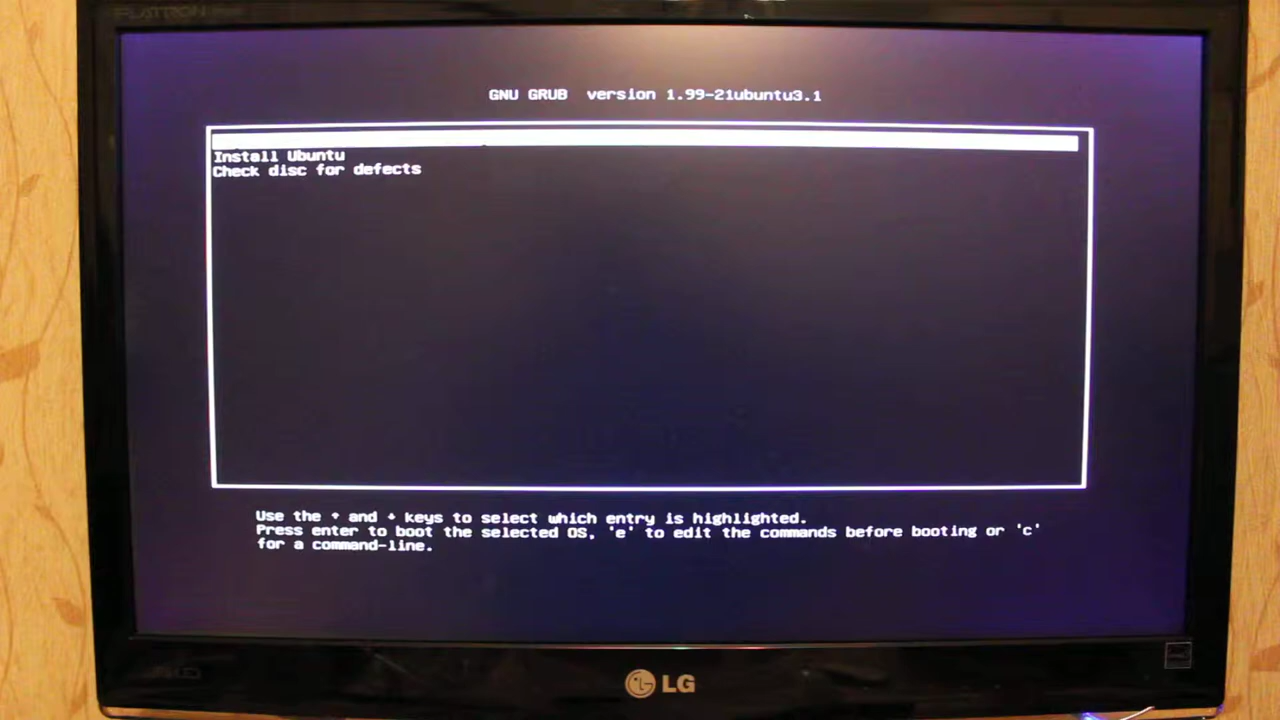 FLATRON
GNU GRUB  version 1.99-21ubuntu3.1
Install Ubuntu
Check disc for defects
Use the ↑ and ↓ keys to select which entry is highlighted.
Press enter to boot the selected OS, 'e' to edit the commands before booting or 'c'
for a command-line.
LG